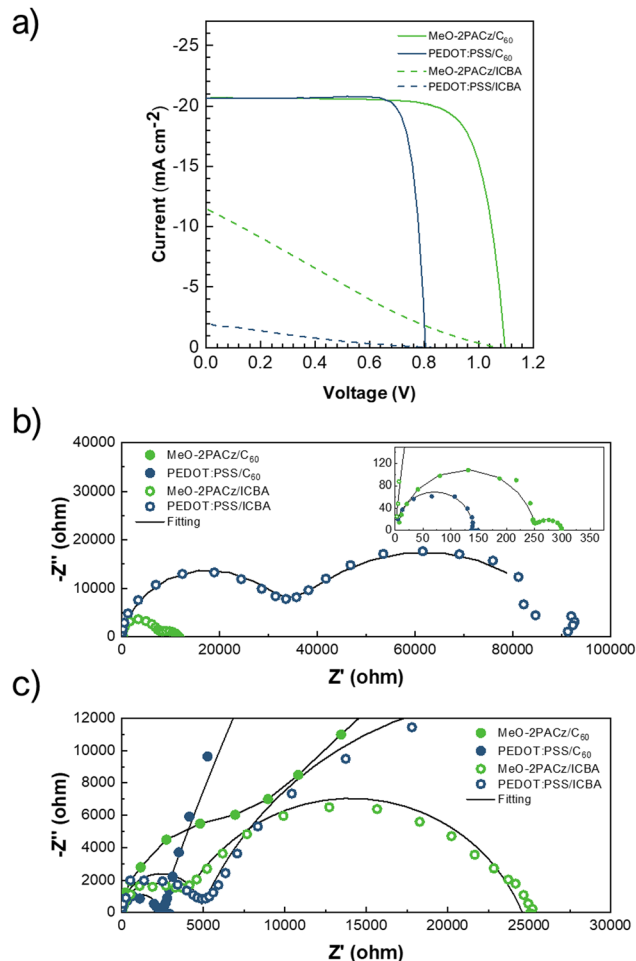 a)
-25
-20
-15
-10
-5
0
0.0 0.2 0.4 0.6 0.8 1.0 1.2
Current (mA cm⁻²)
Voltage (V)
MeO-2PACz/C₆₀
PEDOT:PSS/C₆₀
MeO-2PACz/ICBA
PEDOT:PSS/ICBA
b)
40000
30000
20000
10000
0
0 20000 40000 60000 80000 100000
-Z'' (ohm)
Z' (ohm)
MeO-2PACz/C₆₀
PEDOT:PSS/C₆₀
MeO-2PACz/ICBA
PEDOT:PSS/ICBA
Fitting
120
80
40
0
0 50 100 150 200 250 300 350
c)
12000
10000
8000
6000
4000
2000
0
0 5000 10000 15000 20000 25000 30000
-Z'' (ohm)
Z' (ohm)
MeO-2PACz/C₆₀
PEDOT:PSS/C₆₀
MeO-2PACz/ICBA
PEDOT:PSS/ICBA
Fitting